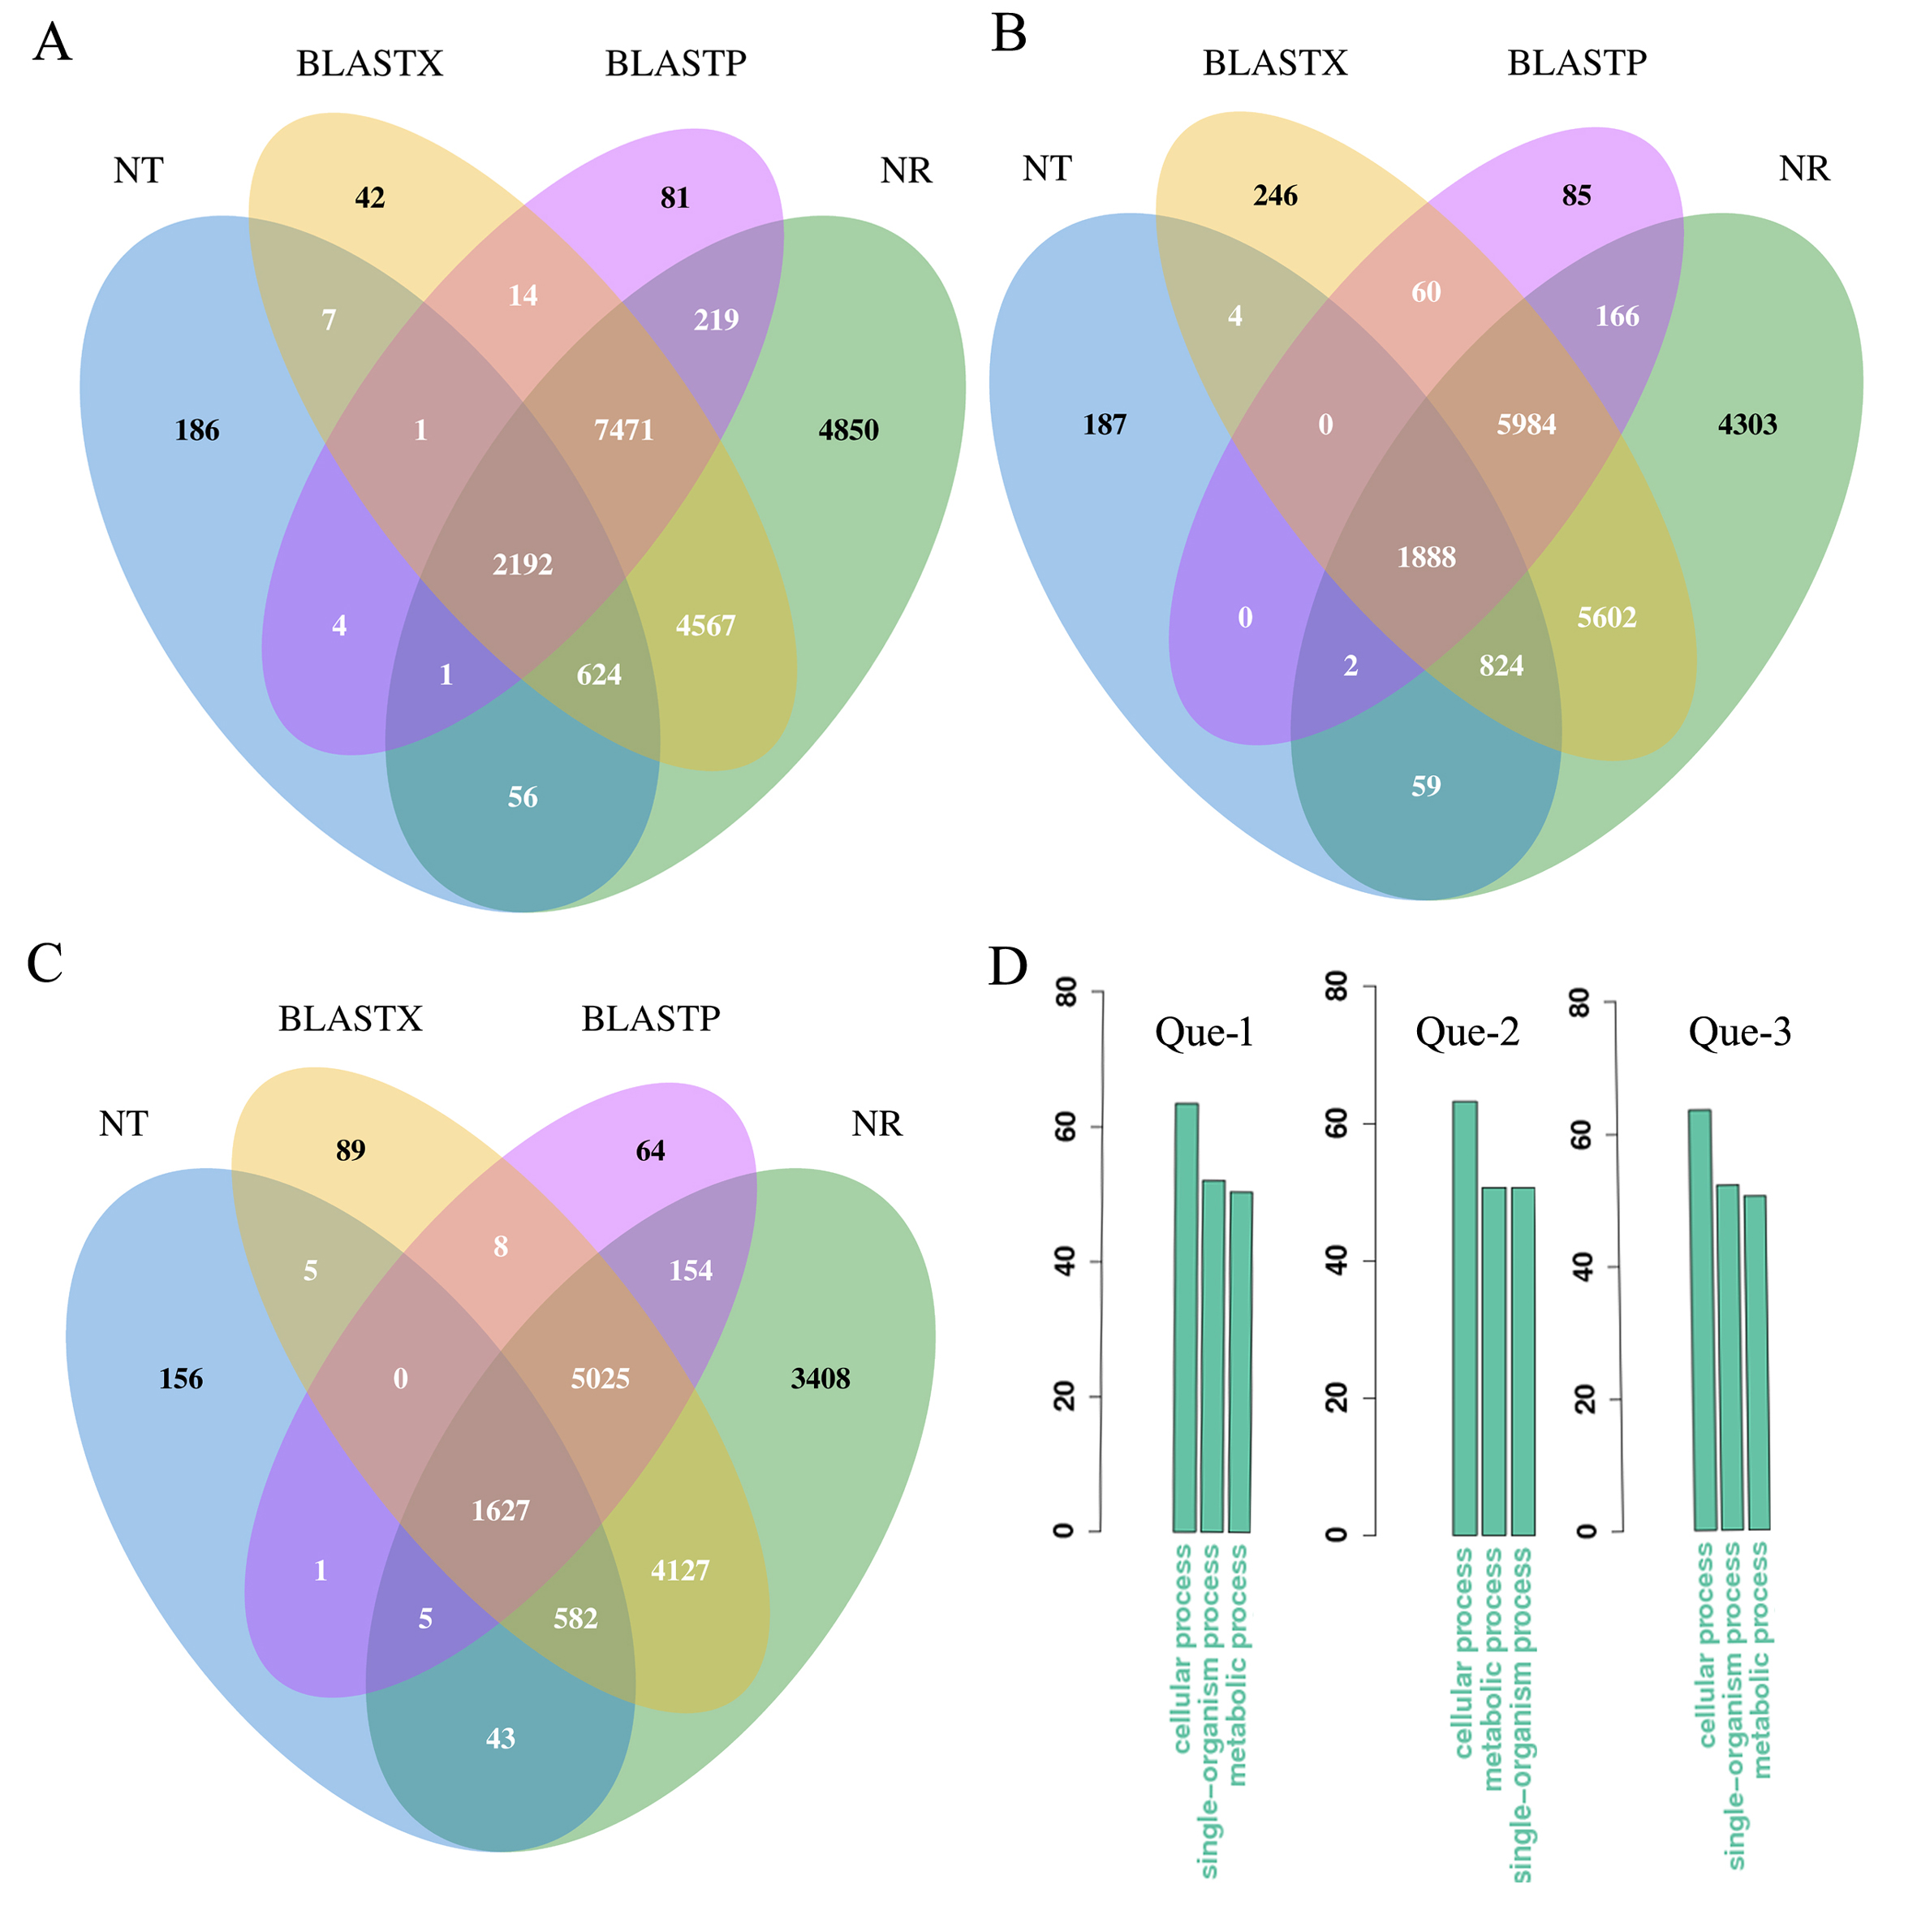 A
BLASTX BLASTP
NT NR
42 81
7 14 219
186 1 7471 4850
2192
4 4567
1 624
56
B
BLASTX BLASTP
NT NR
246 85
4 60 166
187 0 5984 4303
1888
0 5602
2 824
59
C
BLASTX BLASTP
NT NR
89 64
5 8 154
156 0 5025 3408
1627
1 4127
5 582
43
D
Que-1
80
60
40
20
0
cellular process
single-organism process
metabolic process
Que-2
80
60
40
20
0
cellular process
metabolic process
single-organism process
Que-3
80
60
40
20
0
cellular process
single-organism process
metabolic process